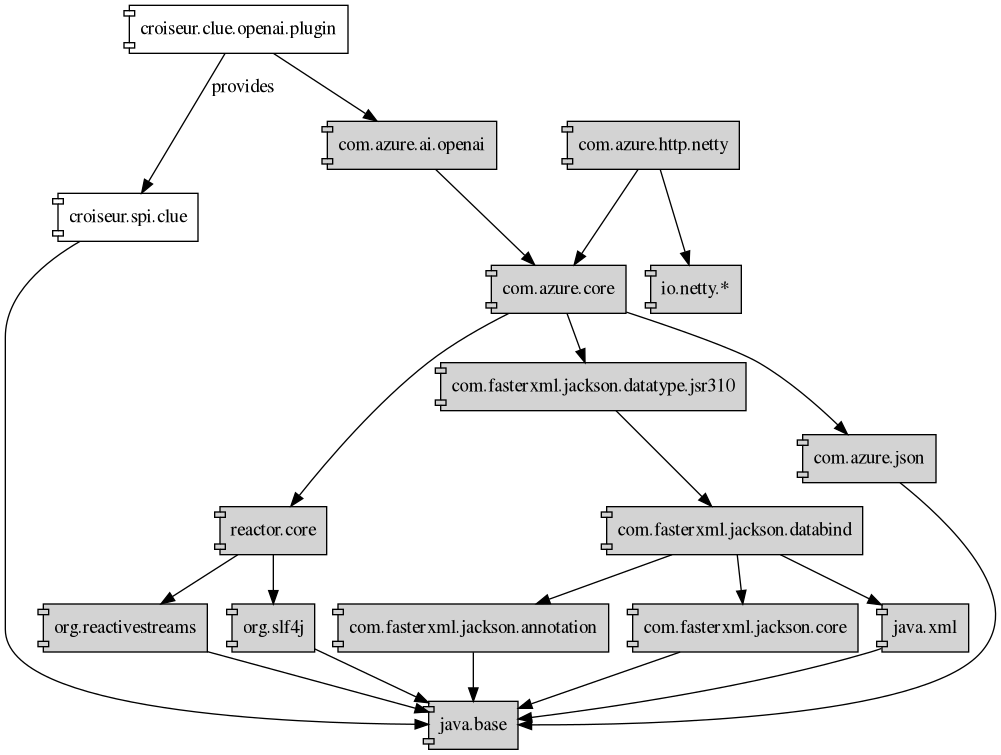 croiseur.clue.openai.plugin
provides
com.azure.ai.openai
com.azure.http.netty
croiseur.spi.clue
com.azure.core
io.netty.*
com.fasterxml.jackson.datatype.jsr310
com.azure.json
reactor.core
com.fasterxml.jackson.databind
org.reactivestreams
org.slf4j
com.fasterxml.jackson.annotation
com.fasterxml.jackson.core
java.xml
java.base